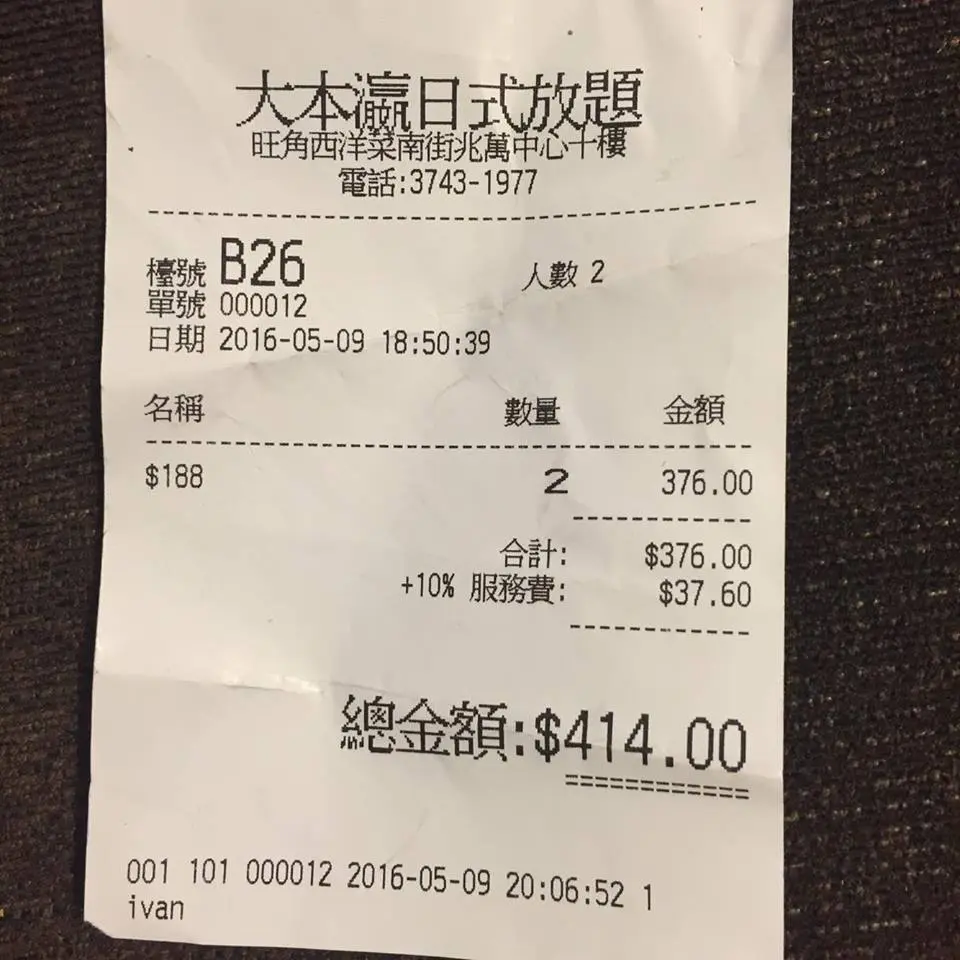 大本瀛日式放題
旺角西洋菜南街兆萬中心十樓
電話:3743-1977
檯號 B26 人數 2
單號 000012
日期 2016-05-09 18:50:39
名稱 數量 金額
$188 2 376.00
合計: $376.00
+10% 服務費: $37.60
總金額:$414.00
001 101 000012 2016-05-09 20:06:52 1
ivan